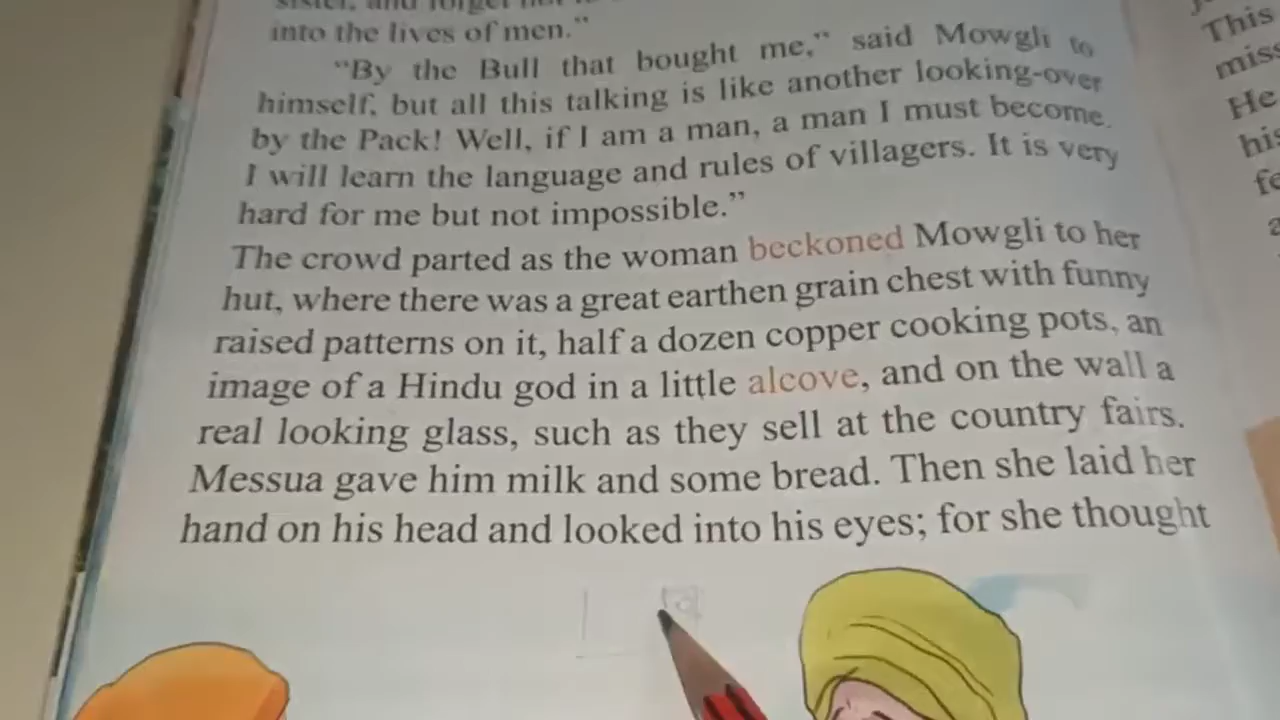 into the lives of men."
"By the Bull that bought me," said Mowgli to
himself, but all this talking is like another looking-over
by the Pack! Well, if I am a man, a man I must become.
I will learn the language and rules of villagers. It is very
hard for me but not impossible."
The crowd parted as the woman beckoned Mowgli to her
hut, where there was a great earthen grain chest with funny
raised patterns on it, half a dozen copper cooking pots, an
image of a Hindu god in a little alcove, and on the wall a
real looking glass, such as they sell at the country fairs.
Messua gave him milk and some bread. Then she laid her
hand on his head and looked into his eyes; for she thought
This
He